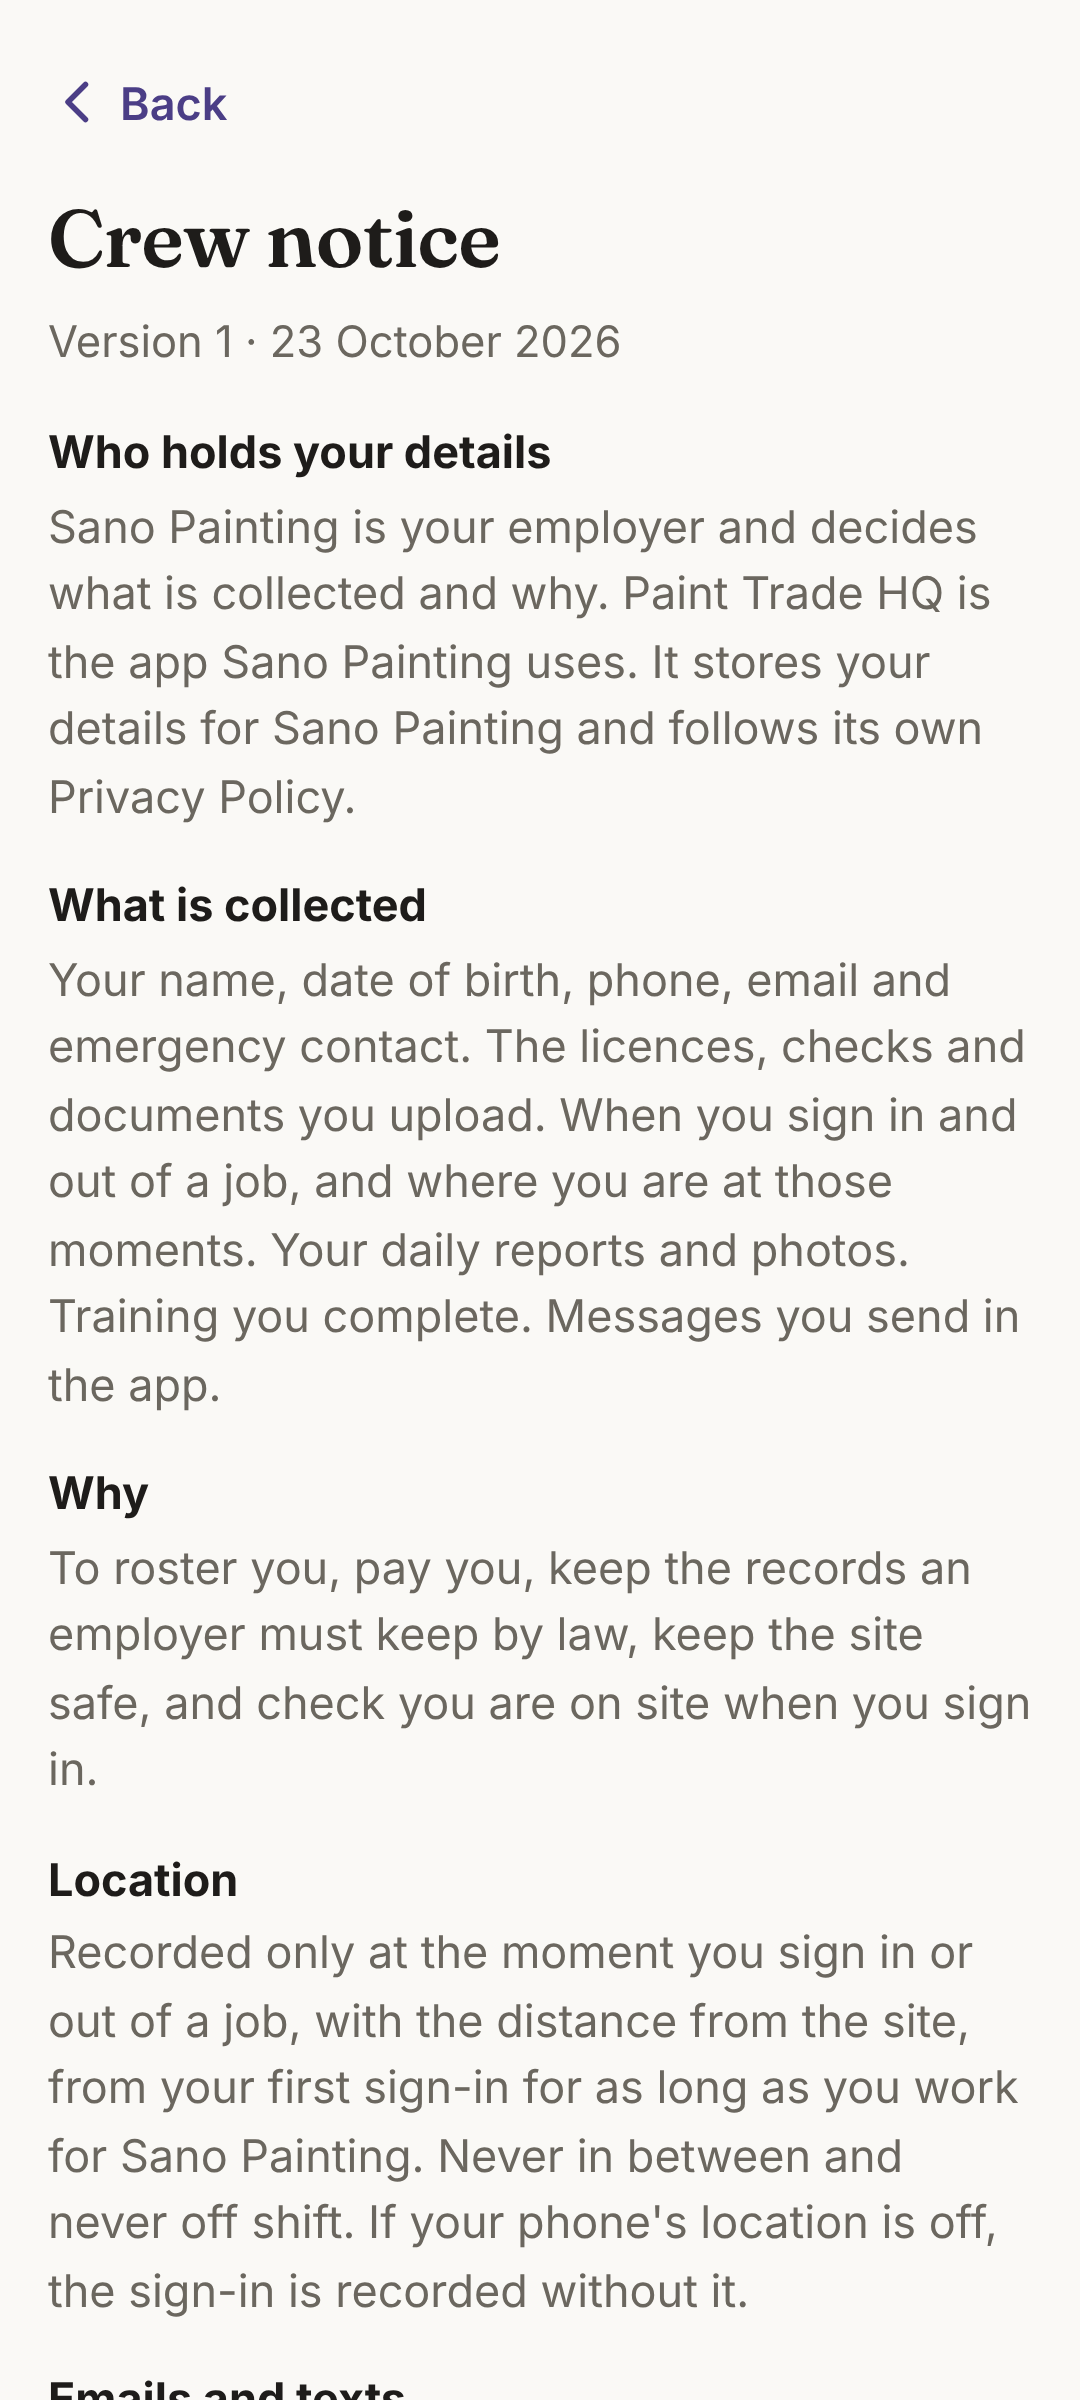 Back
Crew notice
Version 1 · 23 October 2026
Who holds your details
Sano Painting is your employer and decides
what is collected and why. Paint Trade HQ is
the app Sano Painting uses. It stores your
details for Sano Painting and follows its own
Privacy Policy.
What is collected
Your name, date of birth, phone, email and
emergency contact. The licences, checks and
documents you upload. When you sign in and
out of a job, and where you are at those
moments. Your daily reports and photos.
Training you complete. Messages you send in
the app.
Why
To roster you, pay you, keep the records an
employer must keep by law, keep the site
safe, and check you are on site when you sign
in.
Location
Recorded only at the moment you sign in or
out of a job, with the distance from the site,
from your first sign-in for as long as you work
for Sano Painting. Never in between and
never off shift. If your phone's location is off,
the sign-in is recorded without it.
Emails and texts